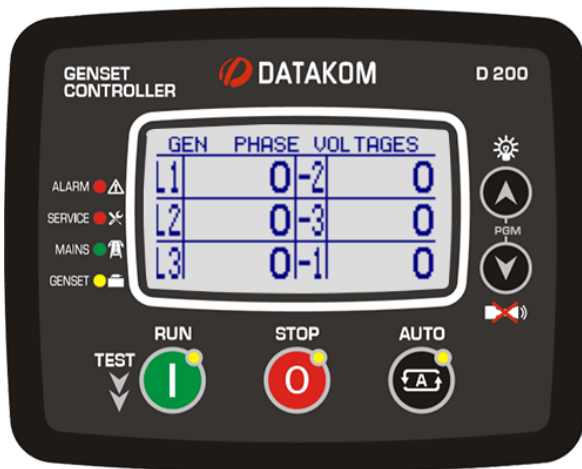 GENSET
CONTROLLER
DATAKOM
D 200
GEN PHASE VOLTAGES
L1 0 -2 0
L2 0 -3 0
L3 0 -1 0
ALARM
SERVICE
MAINS
GENSET
PGM
RUN
STOP
AUTO
TEST
I
0
A